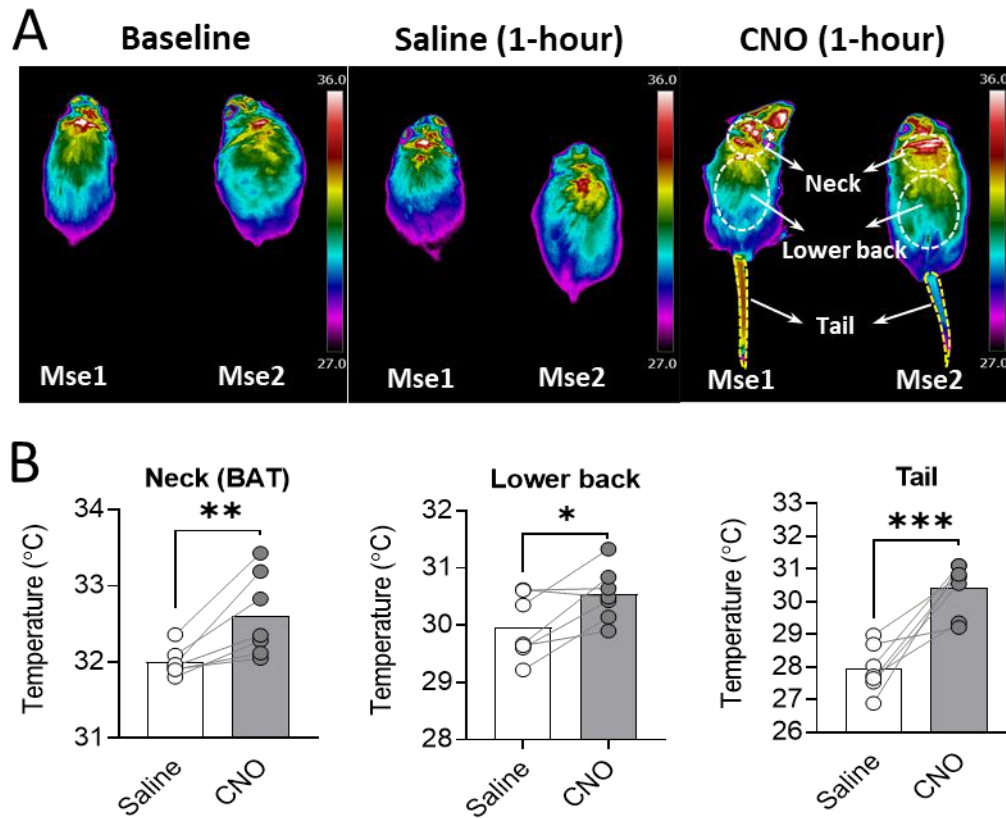 A
Baseline
Saline (1-hour)
CNO (1-hour)
36.0
36.0
36.0
Neck
Lower back
Tail
27.0
27.0
27.0
Mse1
Mse2
Mse1
Mse2
Mse1
Mse2
B
Neck (BAT)
**
Temperature (°C)
34
33
32
31
Saline
CNO
Lower back
*
Temperature (°C)
32
31
30
29
28
Saline
CNO
Tail
***
Temperature (°C)
33
32
31
30
29
28
27
26
Saline
CNO